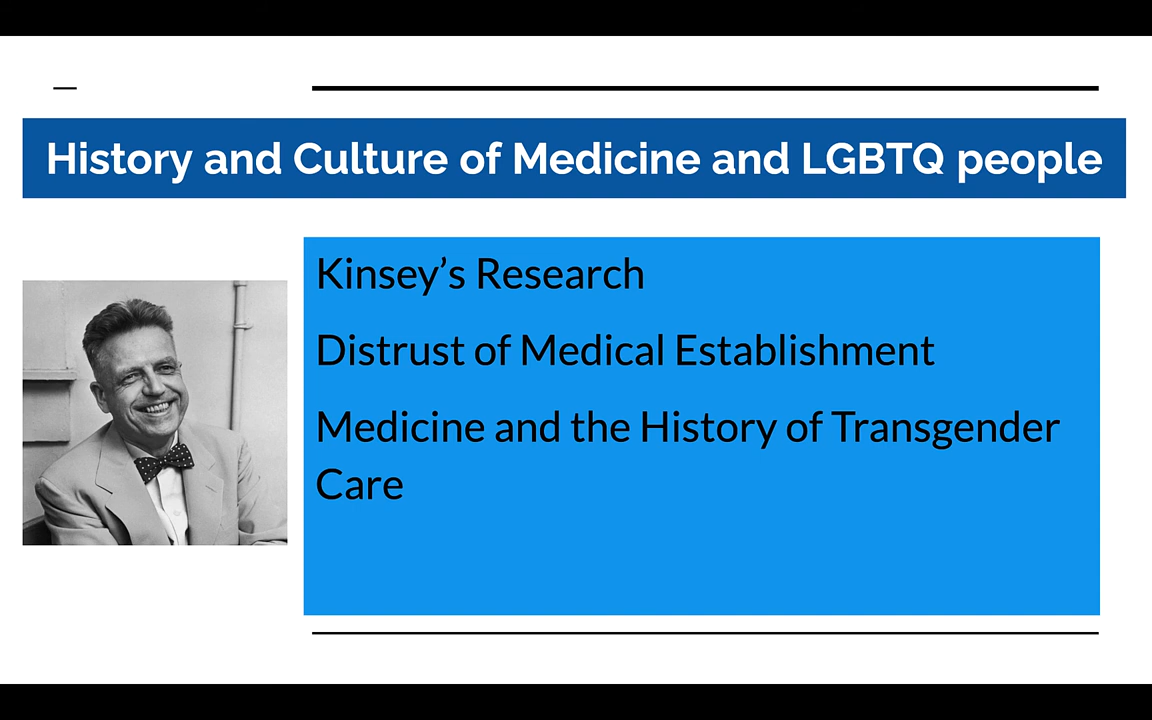 History and Culture of Medicine and LGBTQ people
Kinsey’s Research
Distrust of Medical Establishment
Medicine and the History of Transgender
Care